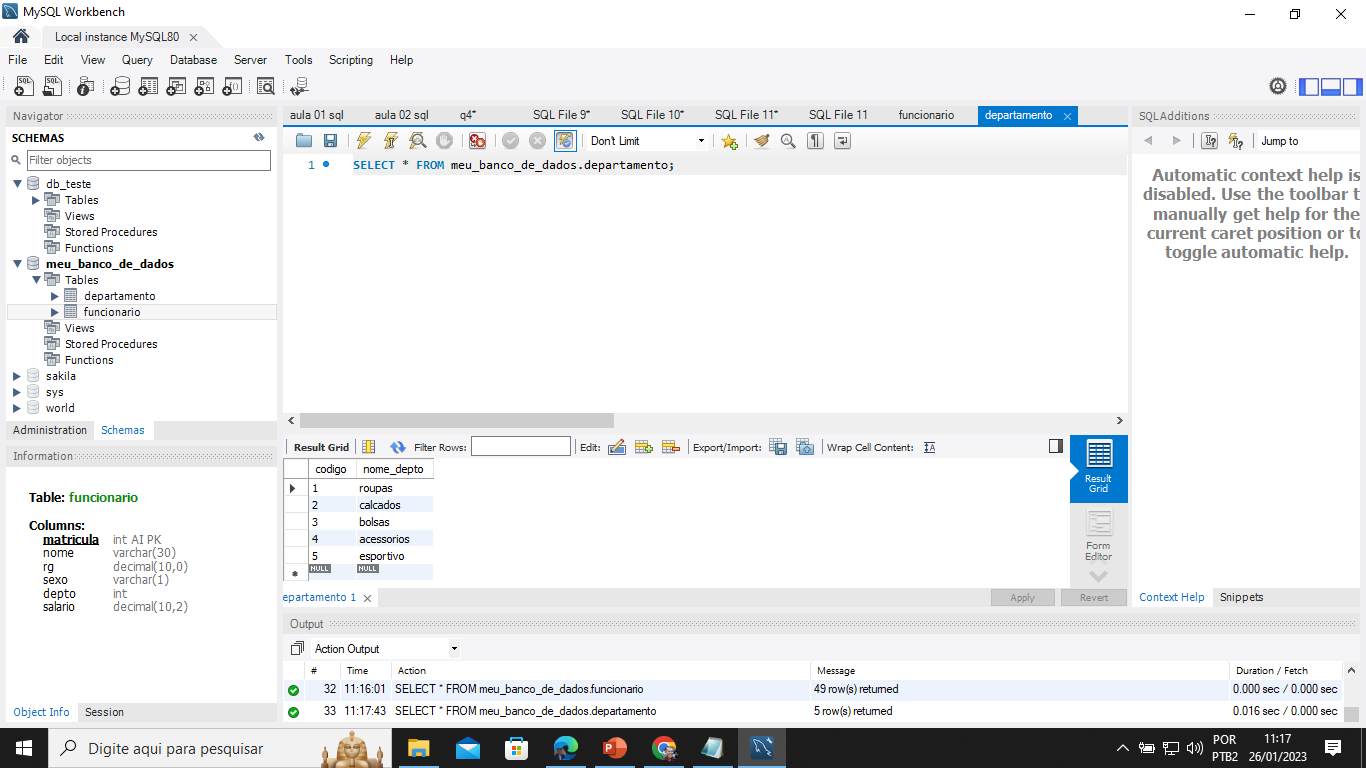 MySQL Workbench
Local instance MySQL80
File Edit View Query Database Server Tools Scripting Help
Navigator
SCHEMAS
Filter objects
db_teste
Tables
Views
Stored Procedures
Functions
meu_banco_de_dados
Tables
departamento
funcionario
Views
Stored Procedures
Functions
sakila
sys
world
Administration Schemas
Information
Table: funcionario
Columns:
matricula int AI PK
nome varchar(30)
rg decimal(10,0)
sexo varchar(1)
depto int
salario decimal(10,2)
Object Info Session
aula 01 sql aula 02 sql q4* SQL File 9* SQL File 10* SQL File 11* SQL File 11 funcionario departamento
Don't Limit
1 SELECT * FROM meu_banco_de_dados.departamento;
Result Grid Filter Rows: Edit: Export/Import: Wrap Cell Content:
codigo nome_depto
1 roupas
2 calcados
3 bolsas
4 acessorios
5 esportivo
NULL NULL
Result
Grid
Form
Editor
epartamento 1
Apply Revert
SQLAdditions
Jump to
Automatic context help is
disabled. Use the toolbar t
manually get help for the
current caret position or to
toggle automatic help.
Context Help Snippets
Output
Action Output
# Time Action Message Duration / Fetch
32 11:16:01 SELECT * FROM meu_banco_de_dados.funcionario 49 row(s) returned 0.000 sec / 0.000 sec
33 11:17:43 SELECT * FROM meu_banco_de_dados.departamento 5 row(s) returned 0.016 sec / 0.000 sec
Digite aqui para pesquisar
POR
PTB2
11:17
26/01/2023